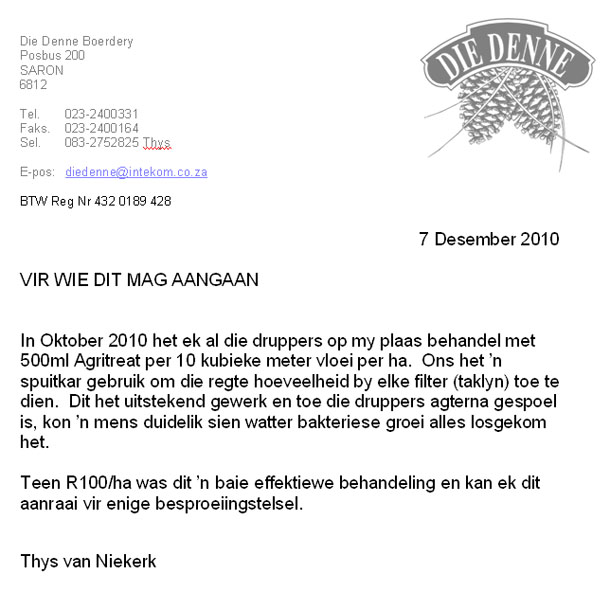 Die Denne Boerdery
Posbus 200
SARON
6812
DIE DENNE
Tel. 023-2400331
Faks. 023-2400164
Sel. 083-2752825 Thys
E-pos: diedenne@intekom.co.za
BTW Reg Nr 432 0189 428
7 Desember 2010
VIR WIE DIT MAG AANGAAN
In Oktober 2010 het ek al die druppers op my plaas behandel met
500ml Agritreat per 10 kubieke meter vloei per ha. Ons het 'n
spuitkar gebruik om die regte hoeveelheid by elke filter (taklyn) toe te
dien. Dit het uitstekend gewerk en toe die druppers agterna gespoel
is, kon 'n mens duidelik sien watter bakteriese groei alles losgekom
het.
Teen R100/ha was dit 'n baie effektiewe behandeling en kan ek dit
aanraai vir enige besproeiingstelsel.
Thys van Niekerk